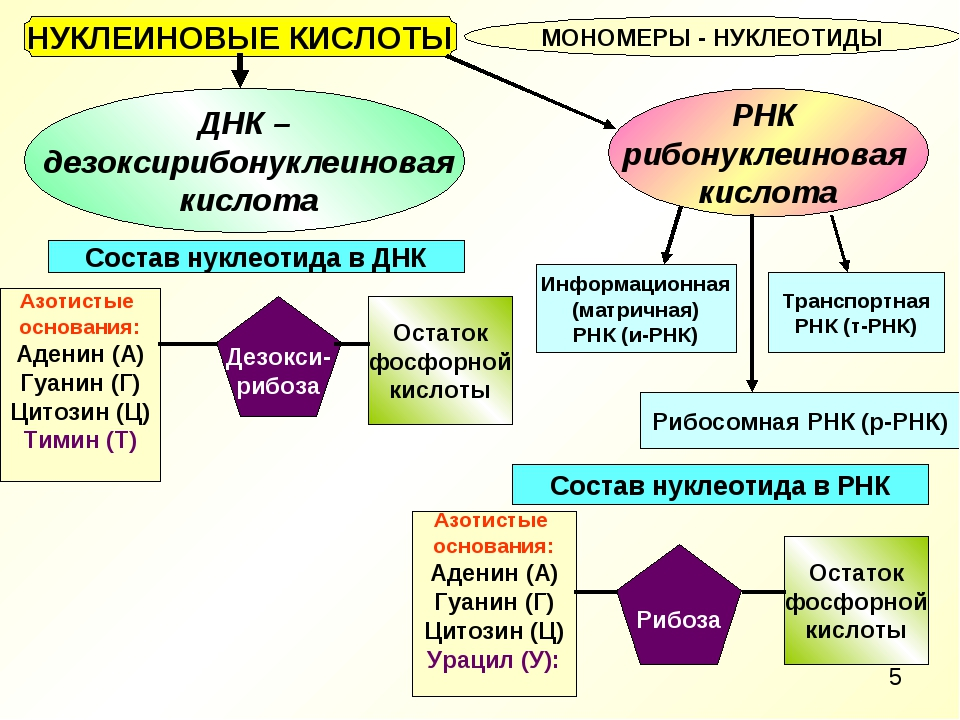 НУКЛЕИНОВЫЕ КИСЛОТЫ
МОНОМЕРЫ - НУКЛЕОТИДЫ
ДНК –
дезоксирибонуклеиновая
кислота
РНК
рибонуклеиновая
кислота
Состав нуклеотида в ДНК
Азотистые
основания:
Аденин (А)
Гуанин (Г)
Цитозин (Ц)
Тимин (Т)
Дезокси-
рибоза
Остаток
фосфорной
кислоты
Информационная
(матричная)
РНК (и-РНК)
Транспортная
РНК (т-РНК)
Рибосомная РНК (р-РНК)
Состав нуклеотида в РНК
Азотистые
основания:
Аденин (А)
Гуанин (Г)
Цитозин (Ц)
Урацил (У):
Рибоза
Остаток
фосфорной
кислоты
5